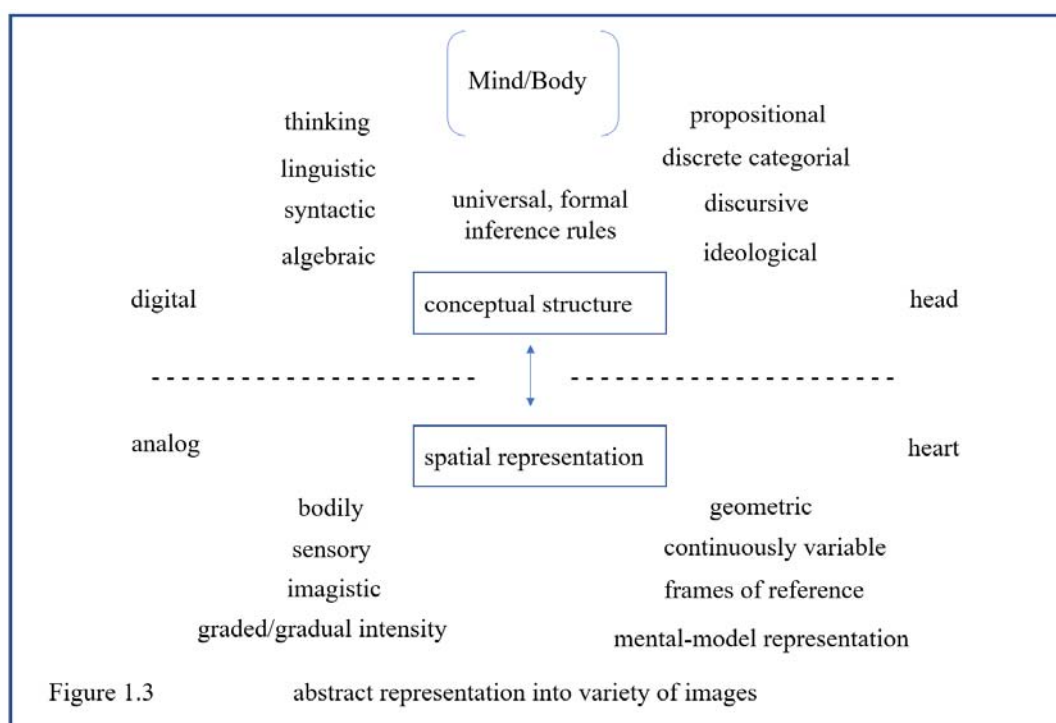 Mind/Body
thinking
propositional
linguistic
discrete categorial
syntactic
universal, formal
inference rules
discursive
algebraic
ideological
digital
conceptual structure
head
- - - - - - - - - - - - - - - - - - - - - - - - - - - - - - - - - - - - - - - - - -
analog
spatial representation
heart
bodily
geometric
sensory
continuously variable
imagistic
frames of reference
graded/gradual intensity
mental-model representation
Figure 1.3 abstract representation into variety of images